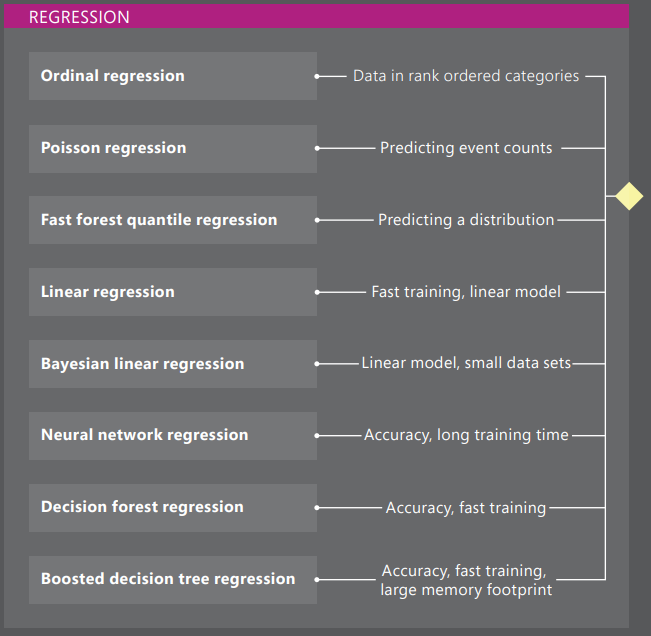 REGRESSION
Ordinal regression
Data in rank ordered categories
Poisson regression
Predicting event counts
Fast forest quantile regression
Predicting a distribution
Linear regression
Fast training, linear model
Bayesian linear regression
Linear model, small data sets
Neural network regression
Accuracy, long training time
Decision forest regression
Accuracy, fast training
Boosted decision tree regression
Accuracy, fast training,
large memory footprint